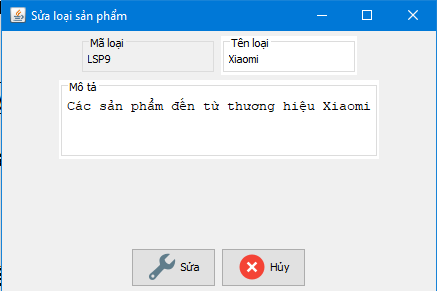 Sửa loại sản phẩm
Mã loại
Tên loại
LSP9
Xiaomi
Mô tả
Các sản phẩm đến từ thương hiệu Xiaomi
Sửa
Hủy